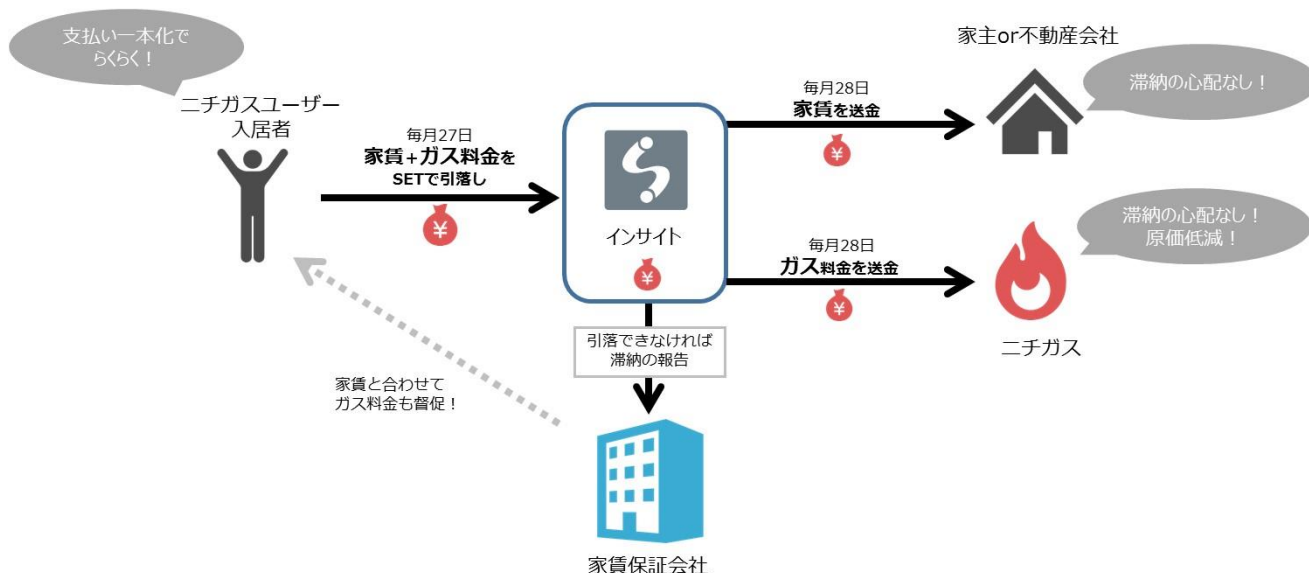 支払い一本化で
らくらく！
ニチガスユーザー
入居者
毎月27日
家賃+ガス料金を
SETで引落し
¥
インサイト
¥
毎月28日
家賃を送金
¥
家主or不動産会社
滞納の心配なし！
毎月28日
ガス料金を送金
¥
滞納の心配なし！
原価低減！
ニチガス
引落できなければ
滞納の報告
家賃と合わせて
ガス料金も督促！
家賃保証会社